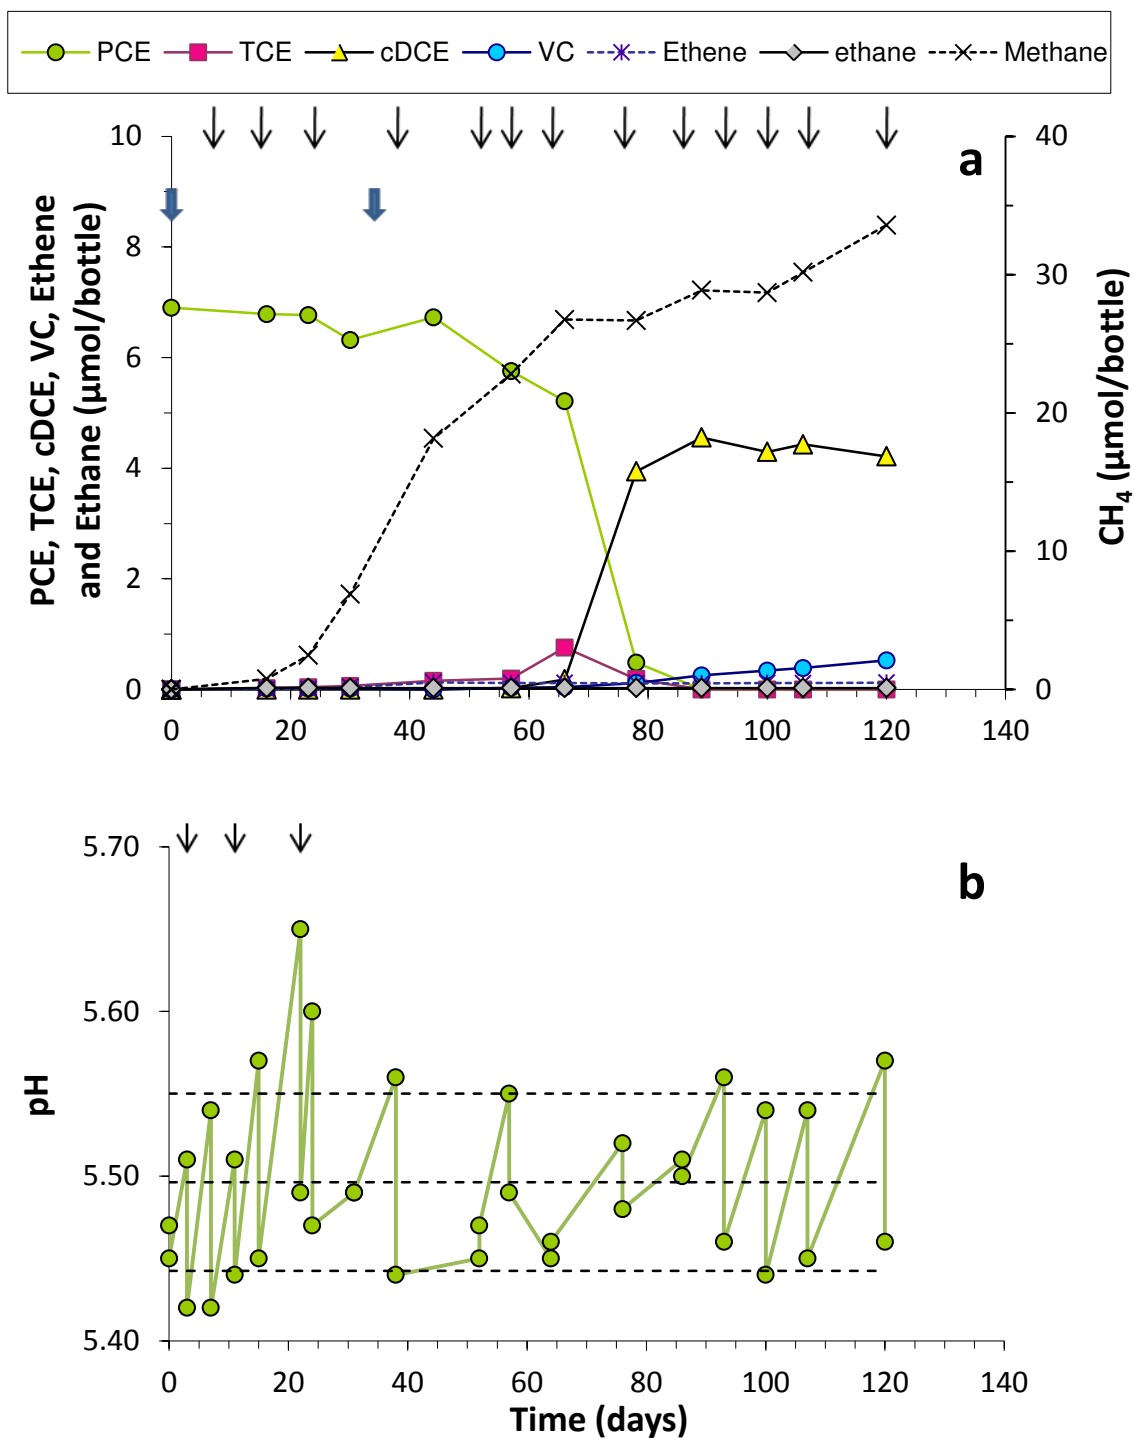 PCE TCE cDCE VC Ethene ethane Methane
a
PCE, TCE, cDCE, VC, Ethene
and Ethane (µmol/bottle)
10
8
6
4
2
0
40
30
20
10
0
CH4 (µmol/bottle)
0 20 40 60 80 100 120 140
b
pH
5.70
5.60
5.50
5.40
0 20 40 60 80 100 120 140
Time (days)